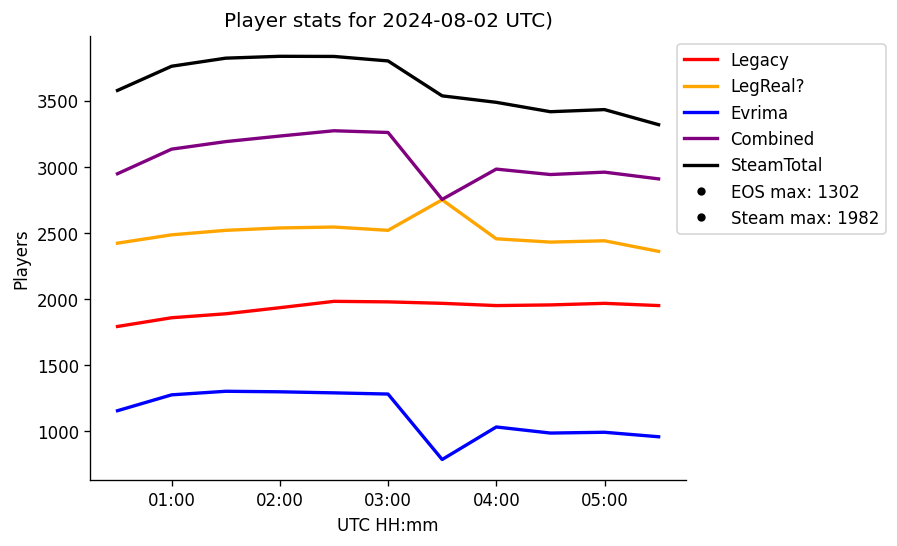 Player stats for 2024-08-02 UTC)
Legacy
LegReal?
Evrima
Combined
SteamTotal
EOS max: 1302
Steam max: 1982
Players
3500
3000
2500
2000
1500
1000
01:00 02:00 03:00 04:00 05:00
UTC HH:mm